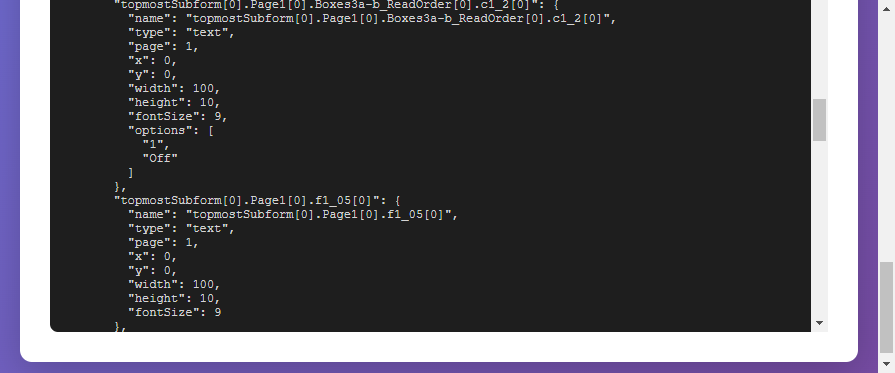 "topmostSubform[0].Page1[0].Boxes3a-b_ReadOrder[0].c1_2[0]": {
"name": "topmostSubform[0].Page1[0].Boxes3a-b_ReadOrder[0].c1_2[0]",
"type": "text",
"page": 1,
"x": 0,
"y": 0,
"width": 100,
"height": 10,
"fontSize": 9,
"options": [
"1",
"Off"
]
},
"topmostSubform[0].Page1[0].f1_05[0]": {
"name": "topmostSubform[0].Page1[0].f1_05[0]",
"type": "text",
"page": 1,
"x": 0,
"y": 0,
"width": 100,
"height": 10,
"fontSize": 9
},